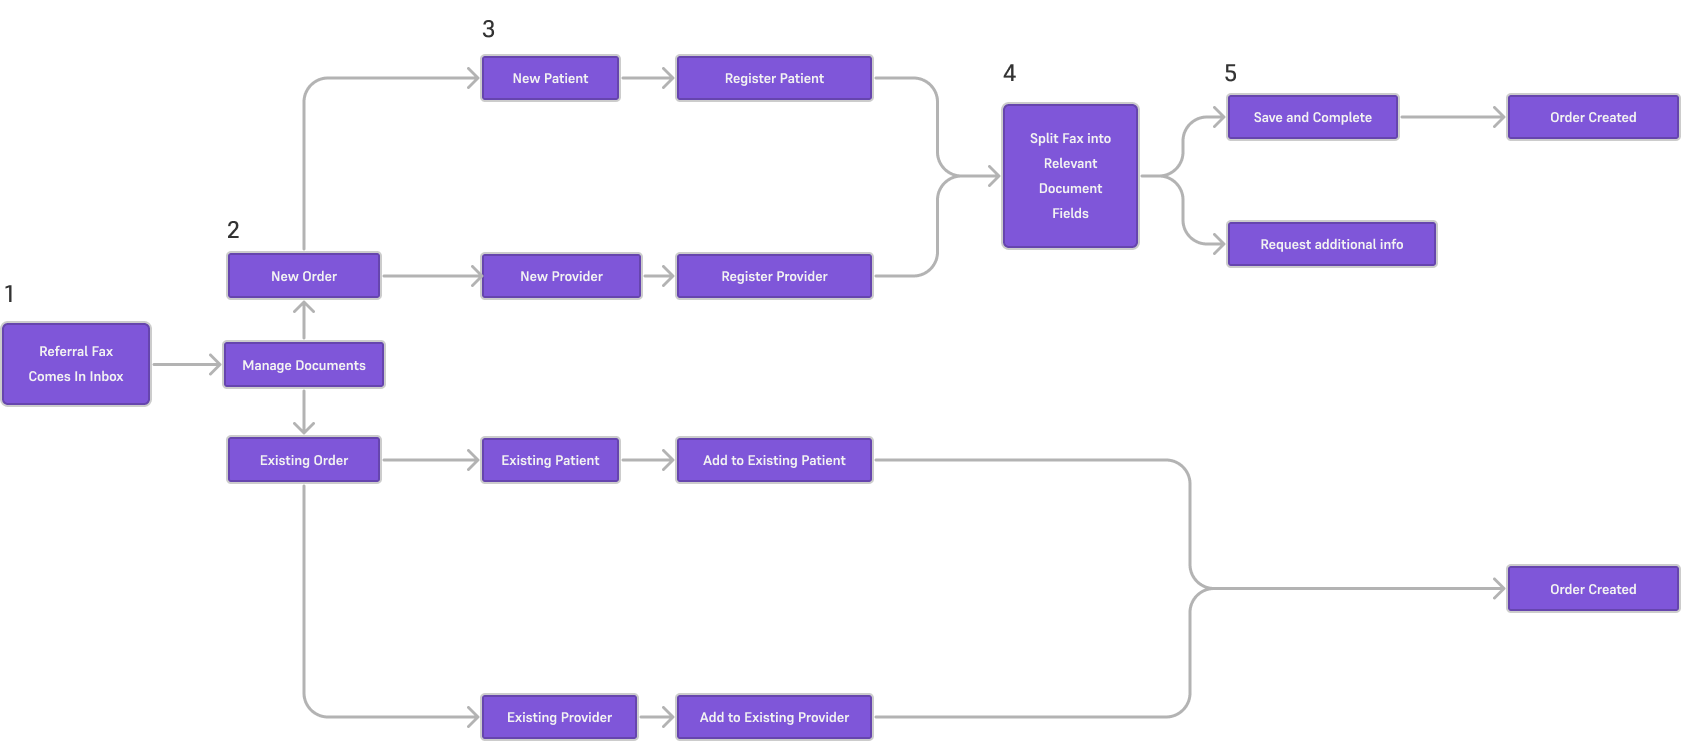 3
New Patient
Register Patient
4
5
Split Fax into
Relevant
Document
Fields
Save and Complete
Order Created
2
New Order
New Provider
Register Provider
Request additional info
1
Referral Fax
Comes In Inbox
Manage Documents
Existing Order
Existing Patient
Add to Existing Patient
Order Created
Existing Provider
Add to Existing Provider